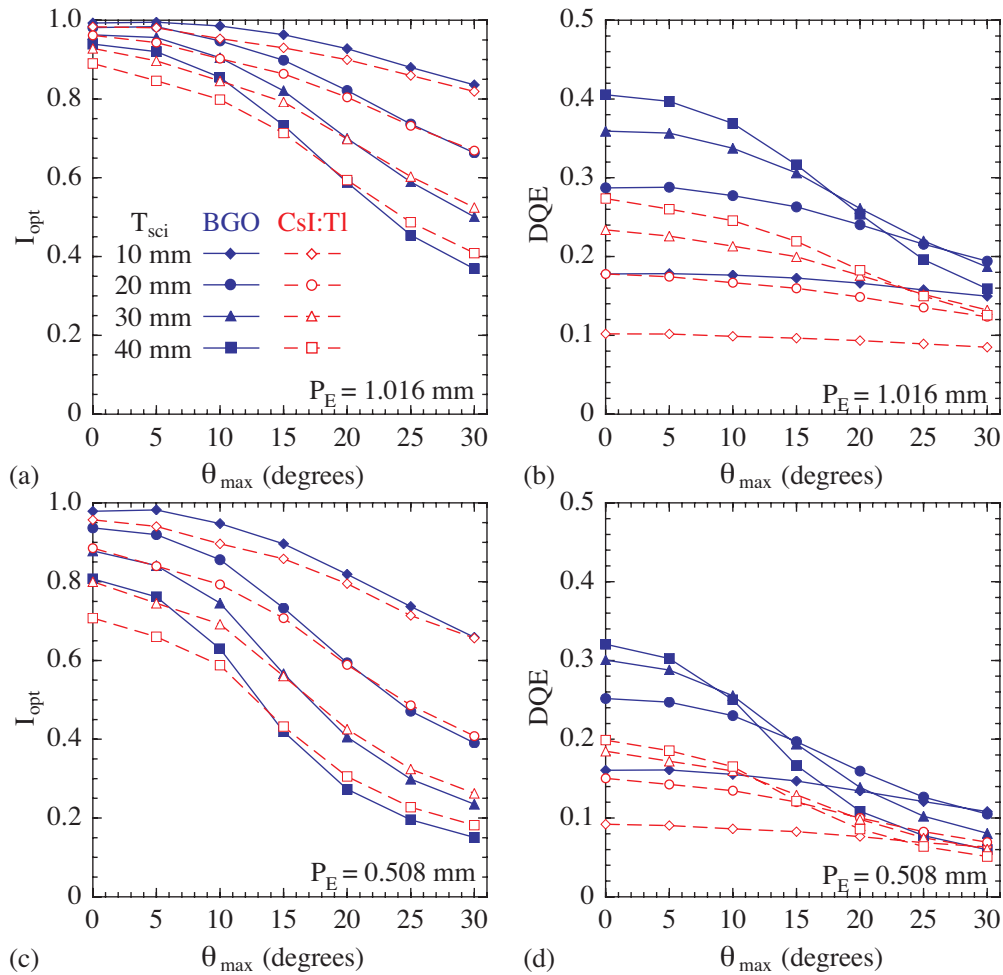 1.0
0.8
0.6
0.4
0.2
0
I_opt
T_sci BGO CsI:Tl
10 mm
20 mm
30 mm
40 mm
P_E = 1.016 mm
0 5 10 15 20 25 30
(a) θ_max (degrees)
0.5
0.4
0.3
0.2
0.1
0
DQE
P_E = 1.016 mm
0 5 10 15 20 25 30
(b) θ_max (degrees)
1.0
0.8
0.6
0.4
0.2
0
I_opt
P_E = 0.508 mm
0 5 10 15 20 25 30
(c) θ_max (degrees)
0.5
0.4
0.3
0.2
0.1
0
DQE
P_E = 0.508 mm
0 5 10 15 20 25 30
(d) θ_max (degrees)